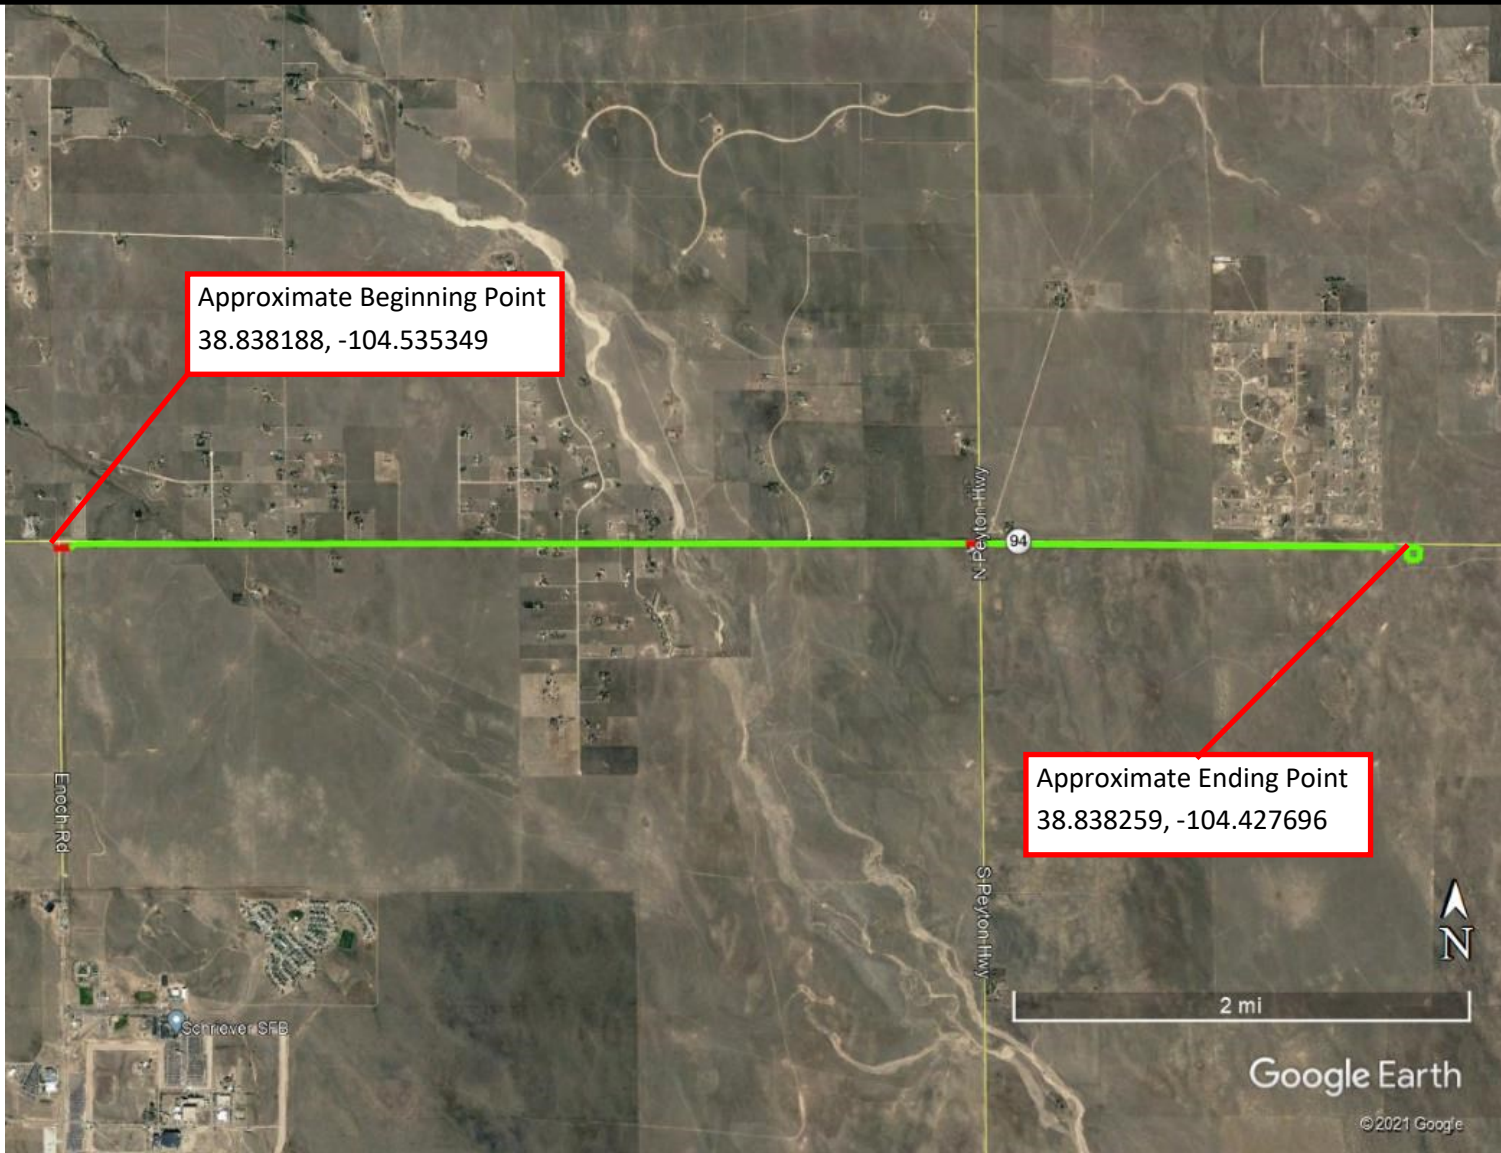 Approximate Beginning Point
38.838188, -104.535349
N Peyton Hwy
94
Approximate Ending Point
38.838259, -104.427696
Enoch Rd
S Peyton Hwy
N
2 mi
Schriever SFB
Google Earth
©2021 Google